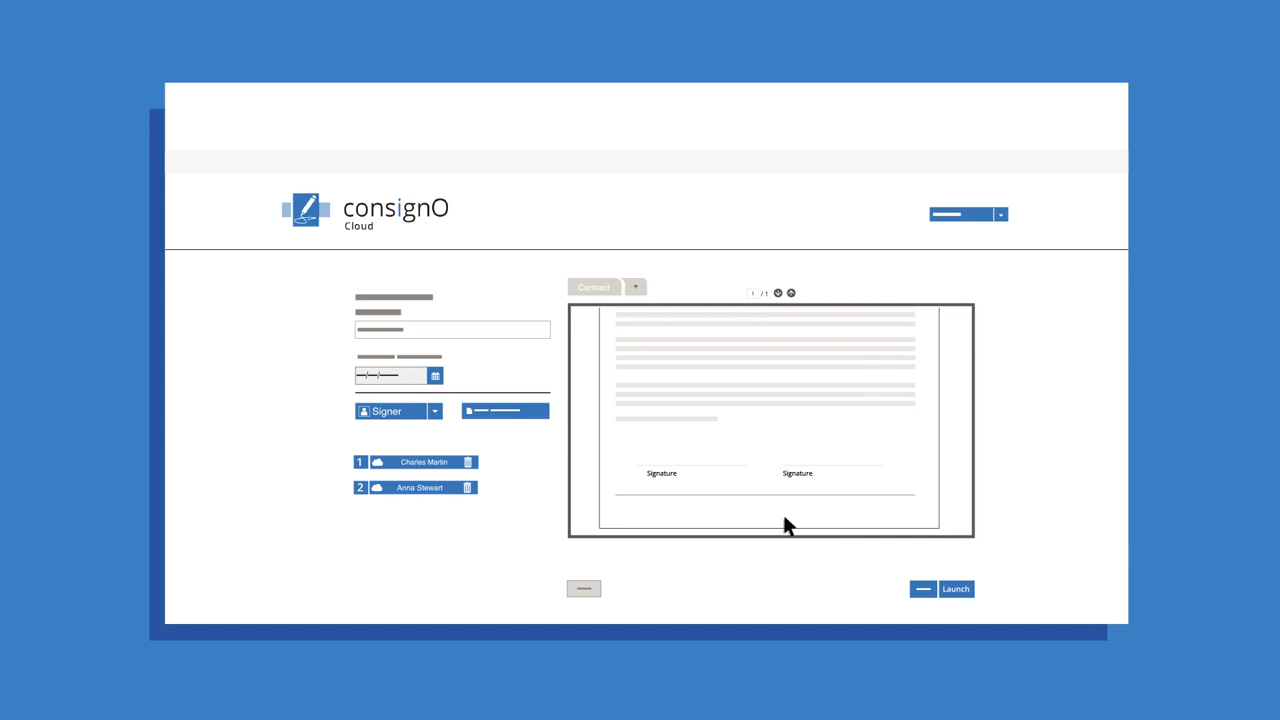 consignO
Cloud
Contract +
1 / 1
Signer
1 Charles Martin
2 Anna Stewart
Signature Signature
Launch